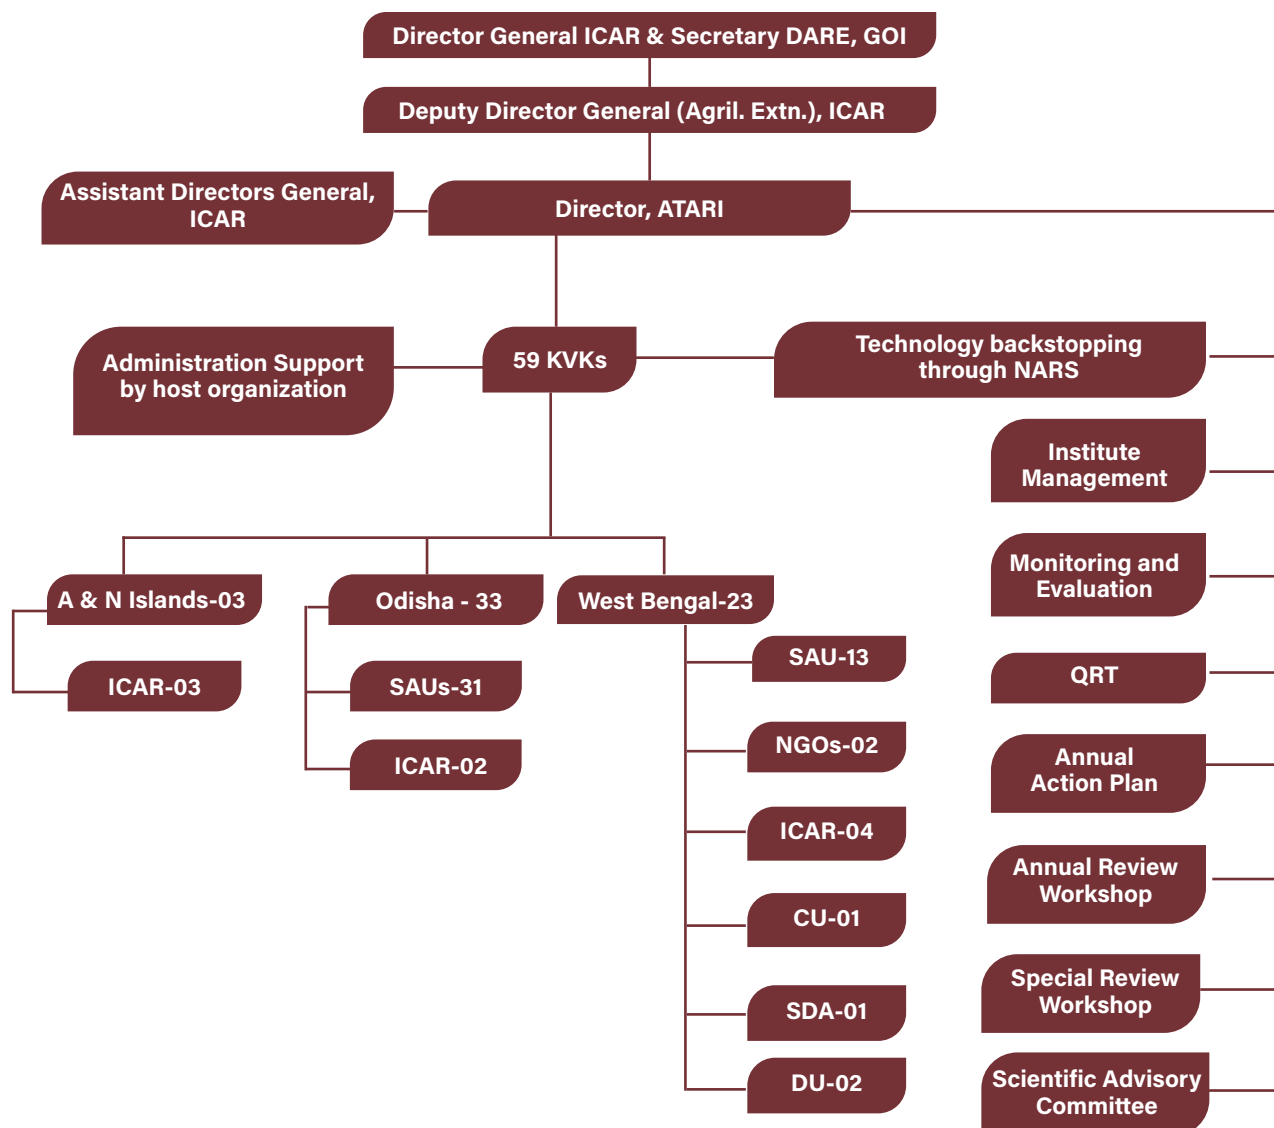 Director General ICAR & Secretary DARE, GOI
Deputy Director General (Agril. Extn.), ICAR
Assistant Directors General,
ICAR
Director, ATARI
Administration Support
by host organization
59 KVKs
Technology backstopping
through NARS
Institute
Management
Monitoring and
Evaluation
A & N Islands-03
ICAR-03
Odisha - 33
SAUs-31
ICAR-02
West Bengal-23
SAU-13
NGOs-02
ICAR-04
CU-01
SDA-01
DU-02
QRT
Annual
Action Plan
Annual Review
Workshop
Special Review
Workshop
Scientific Advisory
Committee